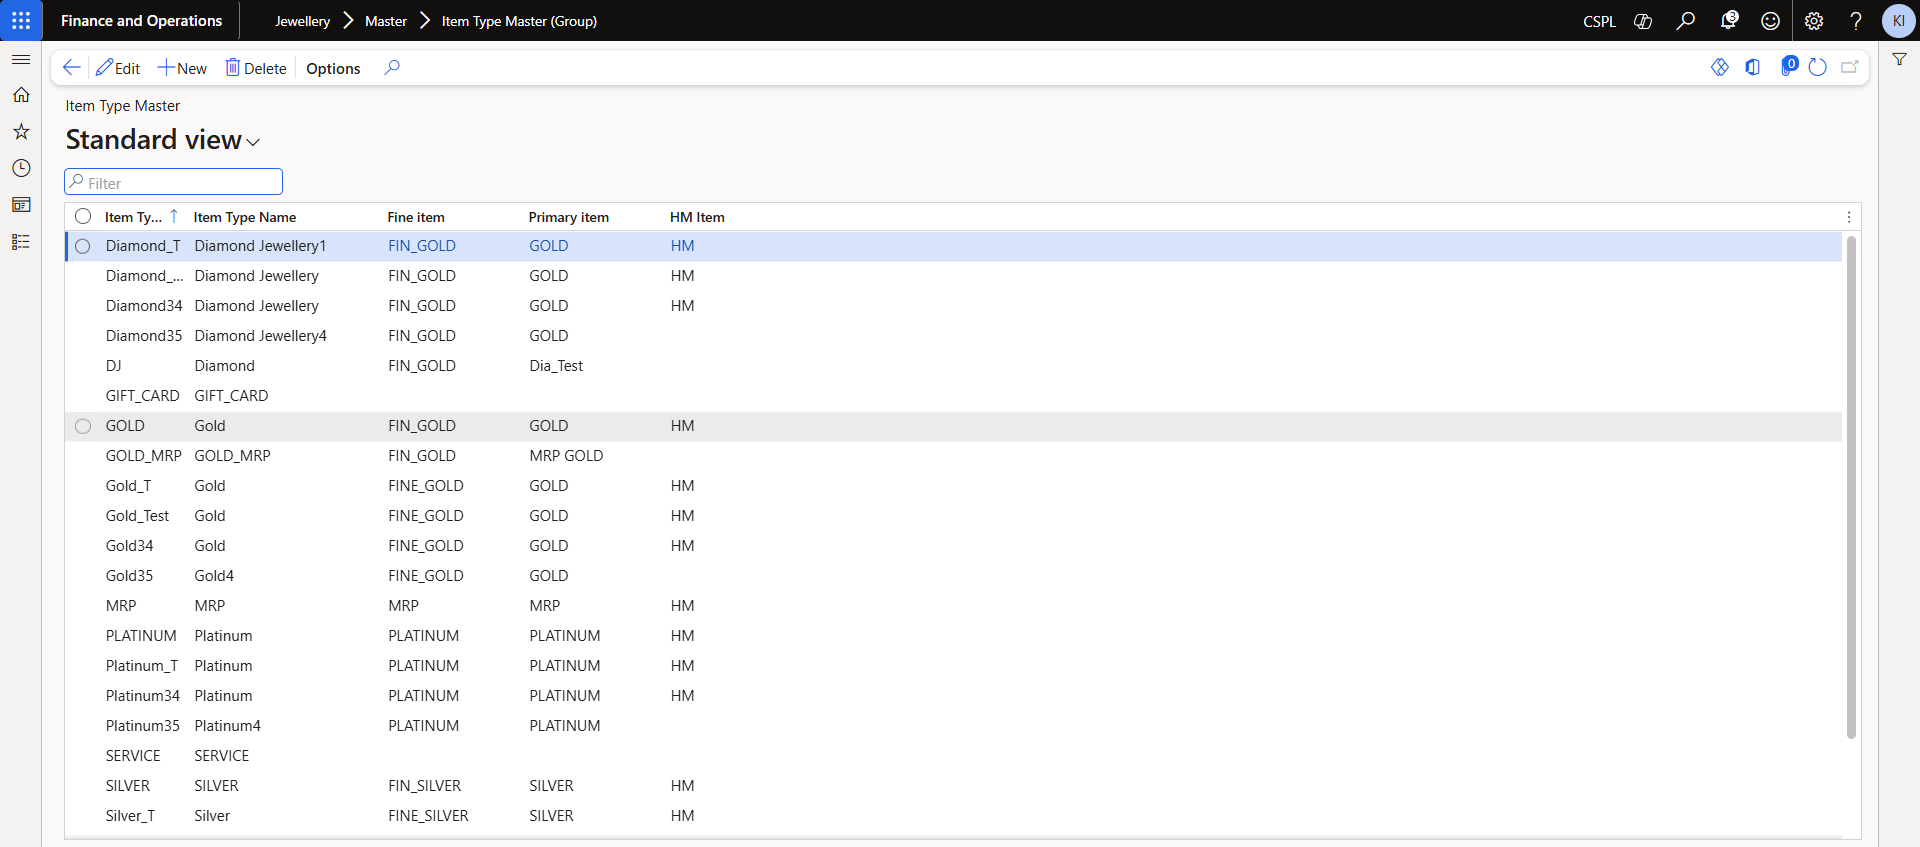 Finance and Operations Jewellery Master Item Type Master (Group) CSPL 3 KI
Edit New Delete Options 0
Item Type Master
Standard view
Filter
Item Ty... Item Type Name Fine item Primary item HM Item
Diamond_T Diamond Jewellery1 FIN_GOLD GOLD HM
Diamond_... Diamond Jewellery FIN_GOLD GOLD HM
Diamond34 Diamond Jewellery FIN_GOLD GOLD HM
Diamond35 Diamond Jewellery4 FIN_GOLD GOLD
DJ Diamond FIN_GOLD Dia_Test
GIFT_CARD GIFT_CARD
GOLD Gold FIN_GOLD GOLD HM
GOLD_MRP GOLD_MRP FIN_GOLD MRP GOLD
Gold_T Gold FINE_GOLD GOLD HM
Gold_Test Gold FINE_GOLD GOLD HM
Gold34 Gold FINE_GOLD GOLD HM
Gold35 Gold4 FINE_GOLD GOLD
MRP MRP MRP MRP HM
PLATINUM Platinum PLATINUM PLATINUM HM
Platinum_T Platinum PLATINUM PLATINUM HM
Platinum34 Platinum PLATINUM PLATINUM HM
Platinum35 Platinum4 PLATINUM PLATINUM
SERVICE SERVICE
SILVER SILVER FIN_SILVER SILVER HM
Silver_T Silver FINE_SILVER SILVER HM